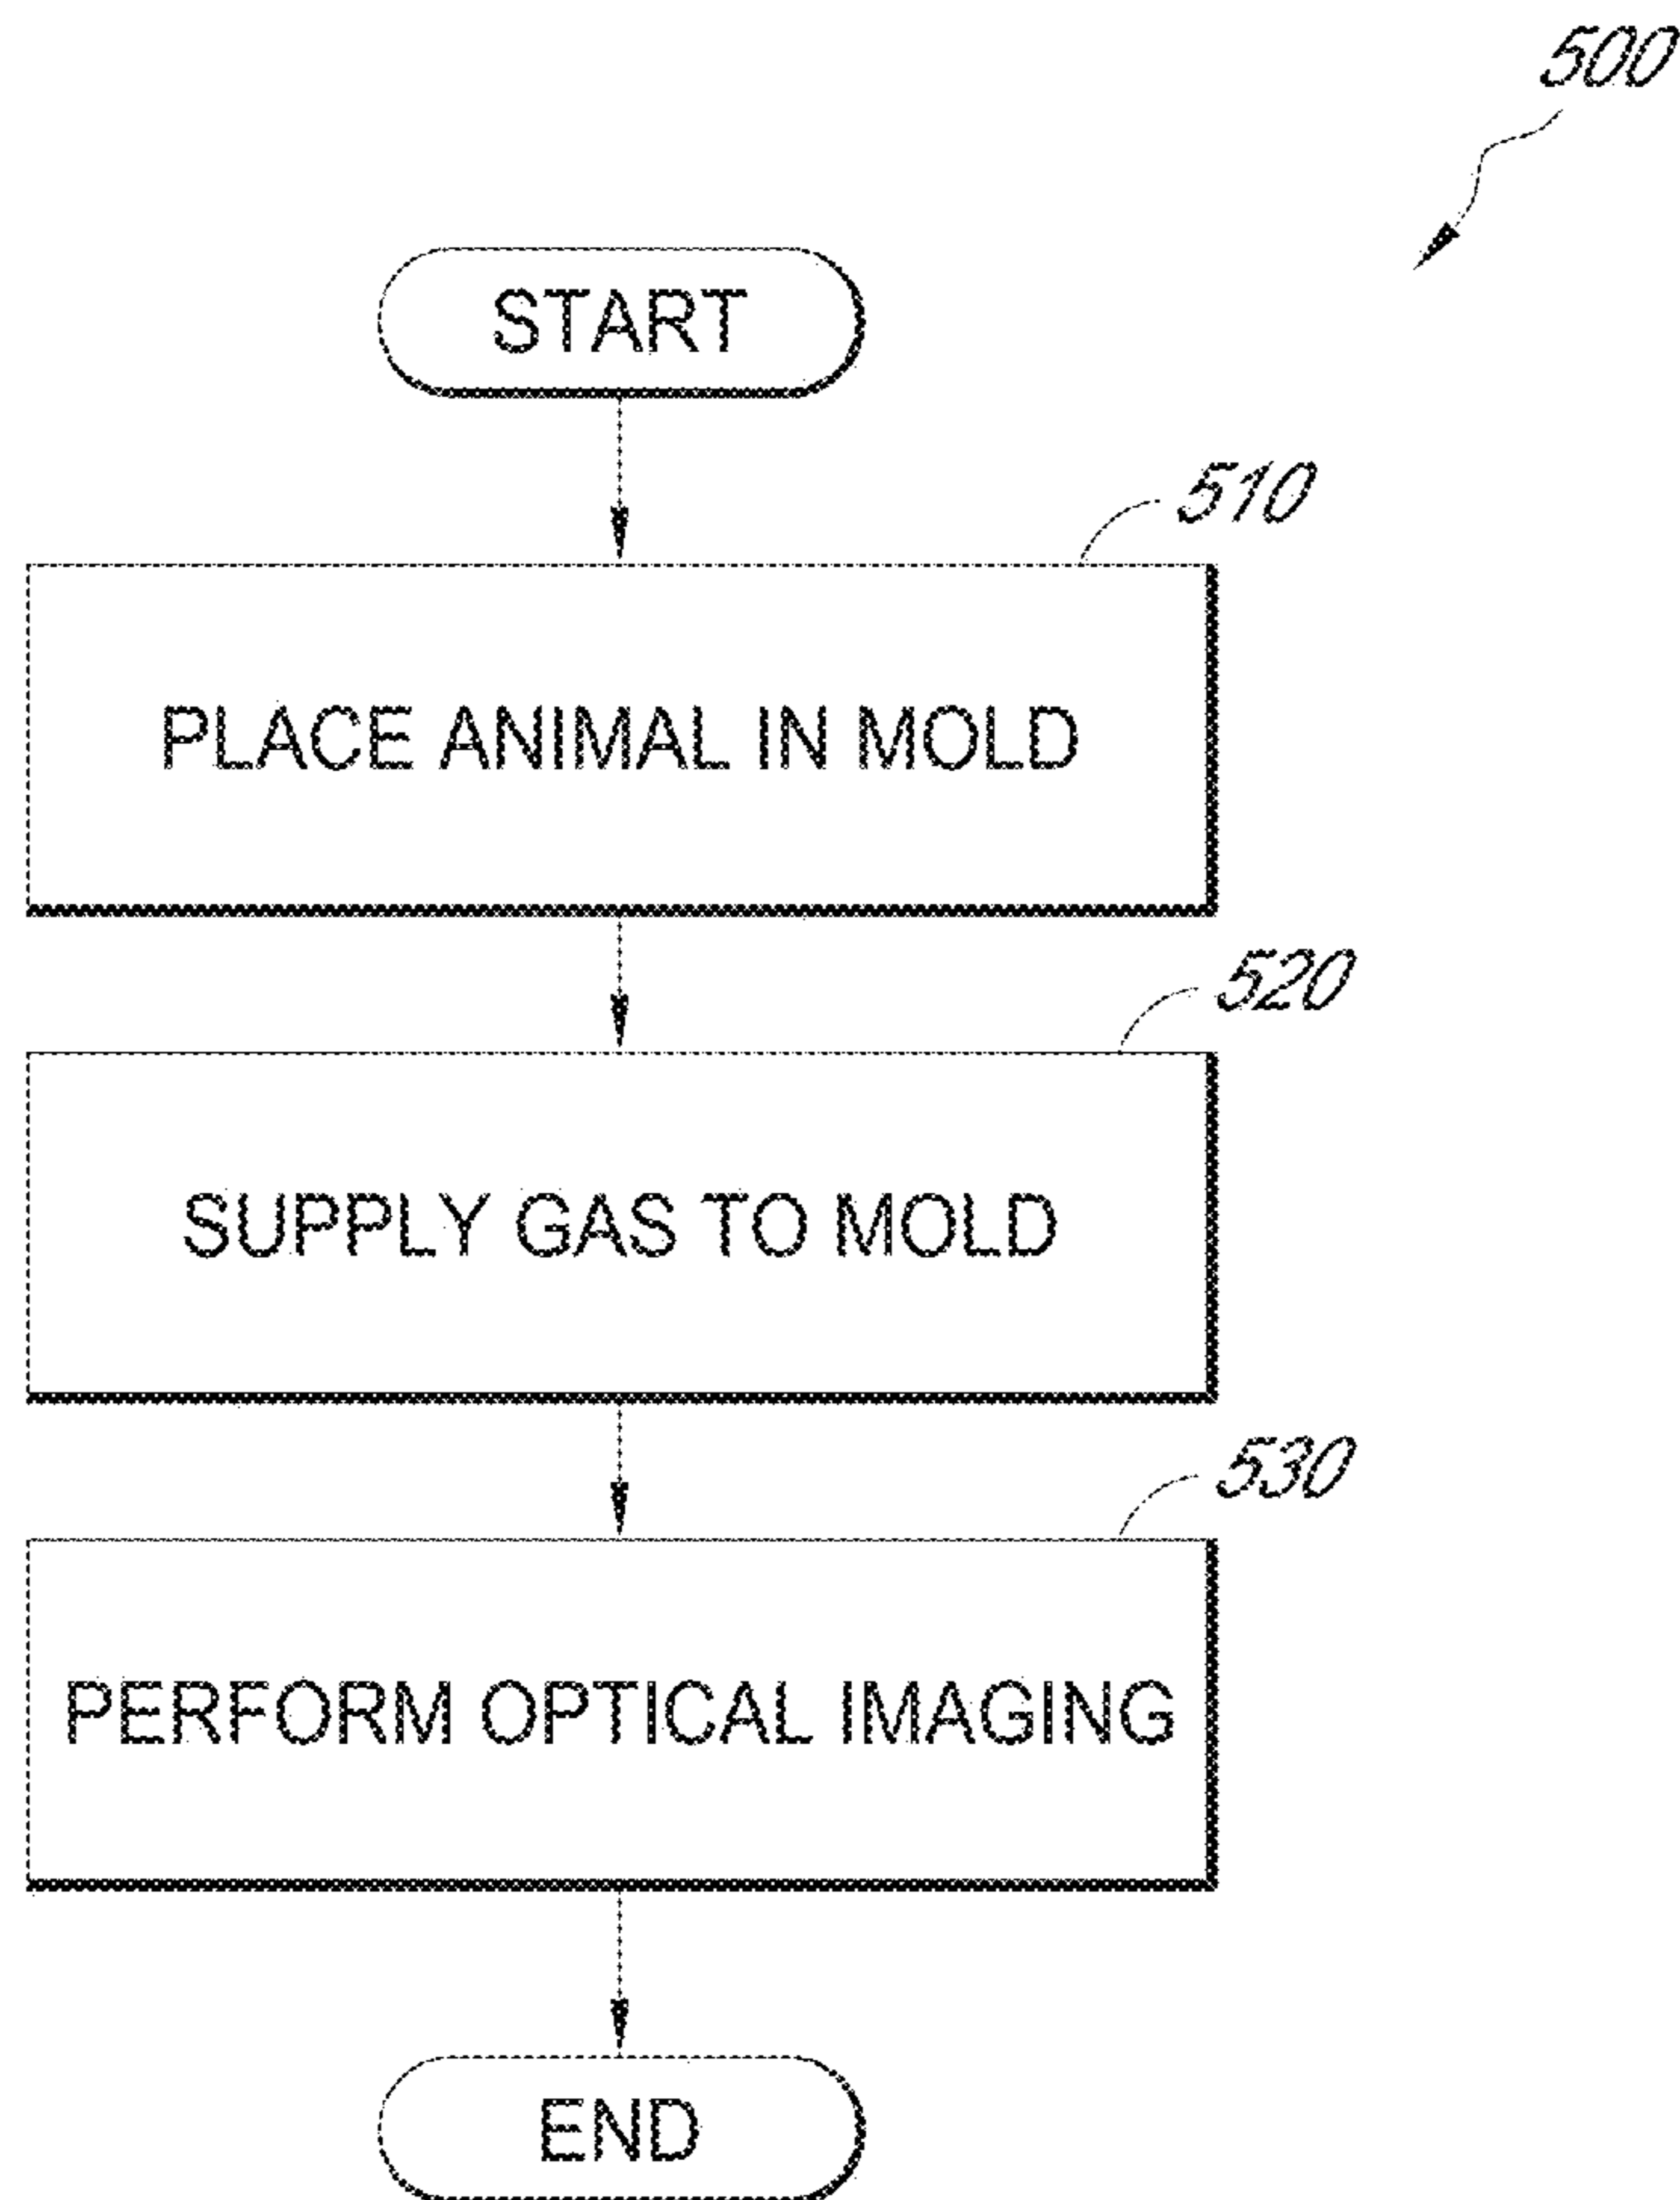 500
START
510
PLACE ANIMAL IN MOLD
520
SUPPLY GAS TO MOLD
530
PERFORM OPTICAL IMAGING
END